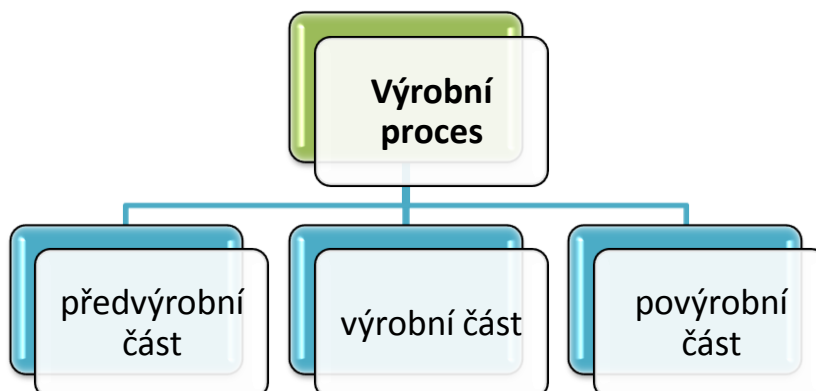 Výrobní
proces
předvýrobní
část
výrobní část
povýrobní
část